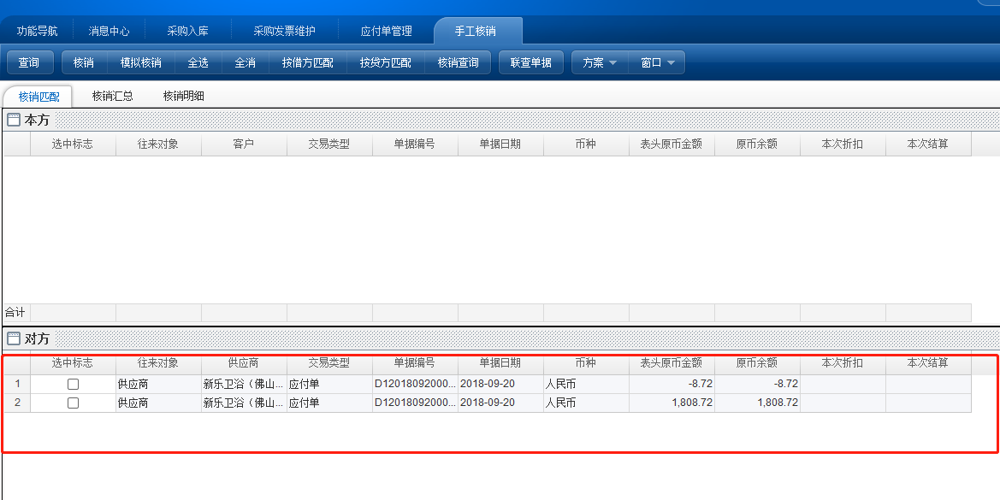 功能导航 消息中心 采购入库 采购发票维护 应付单管理 手工核销
查询 核销 模拟核销 全选 全消 按借方匹配 按贷方匹配 核销查询 联查单据 方案 窗口
核销匹配 核销汇总 核销明细
本方
选中标志 往来对象 客户 交易类型 单据编号 单据日期 币种 表头原币金额 原币余额 本次折扣 本次结算
合计
对方
选中标志 往来对象 供应商 交易类型 单据编号 单据日期 币种 表头原币金额 原币余额 本次折扣 本次结算
1 供应商 新乐卫浴（佛山... 应付单 D12018092000... 2018-09-20 人民币 -8.72 -8.72
2 供应商 新乐卫浴（佛山... 应付单 D12018092000... 2018-09-20 人民币 1,808.72 1,808.72